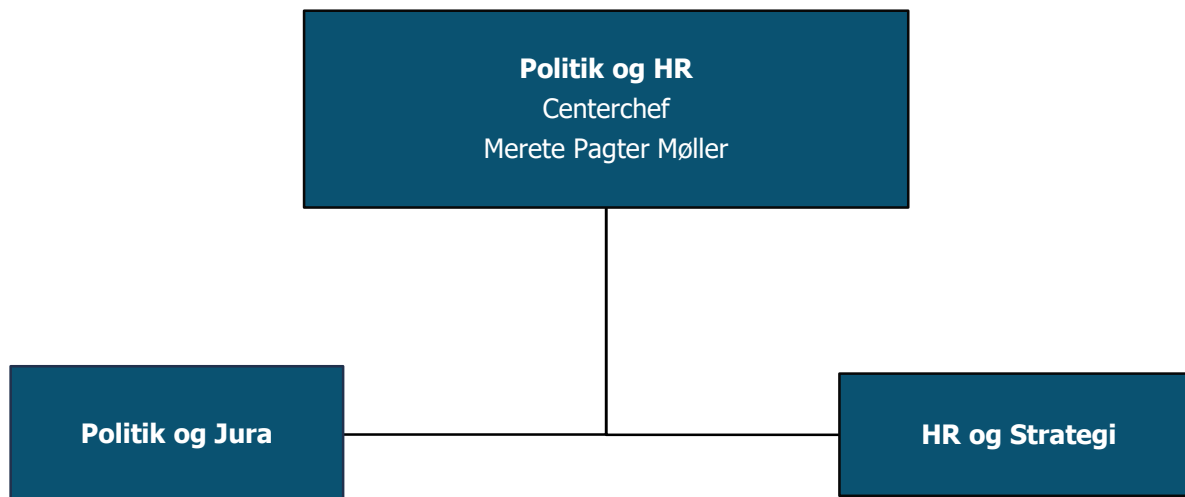 Politik og HR
Centerchef
Merete Pagter Møller
Politik og Jura
HR og Strategi